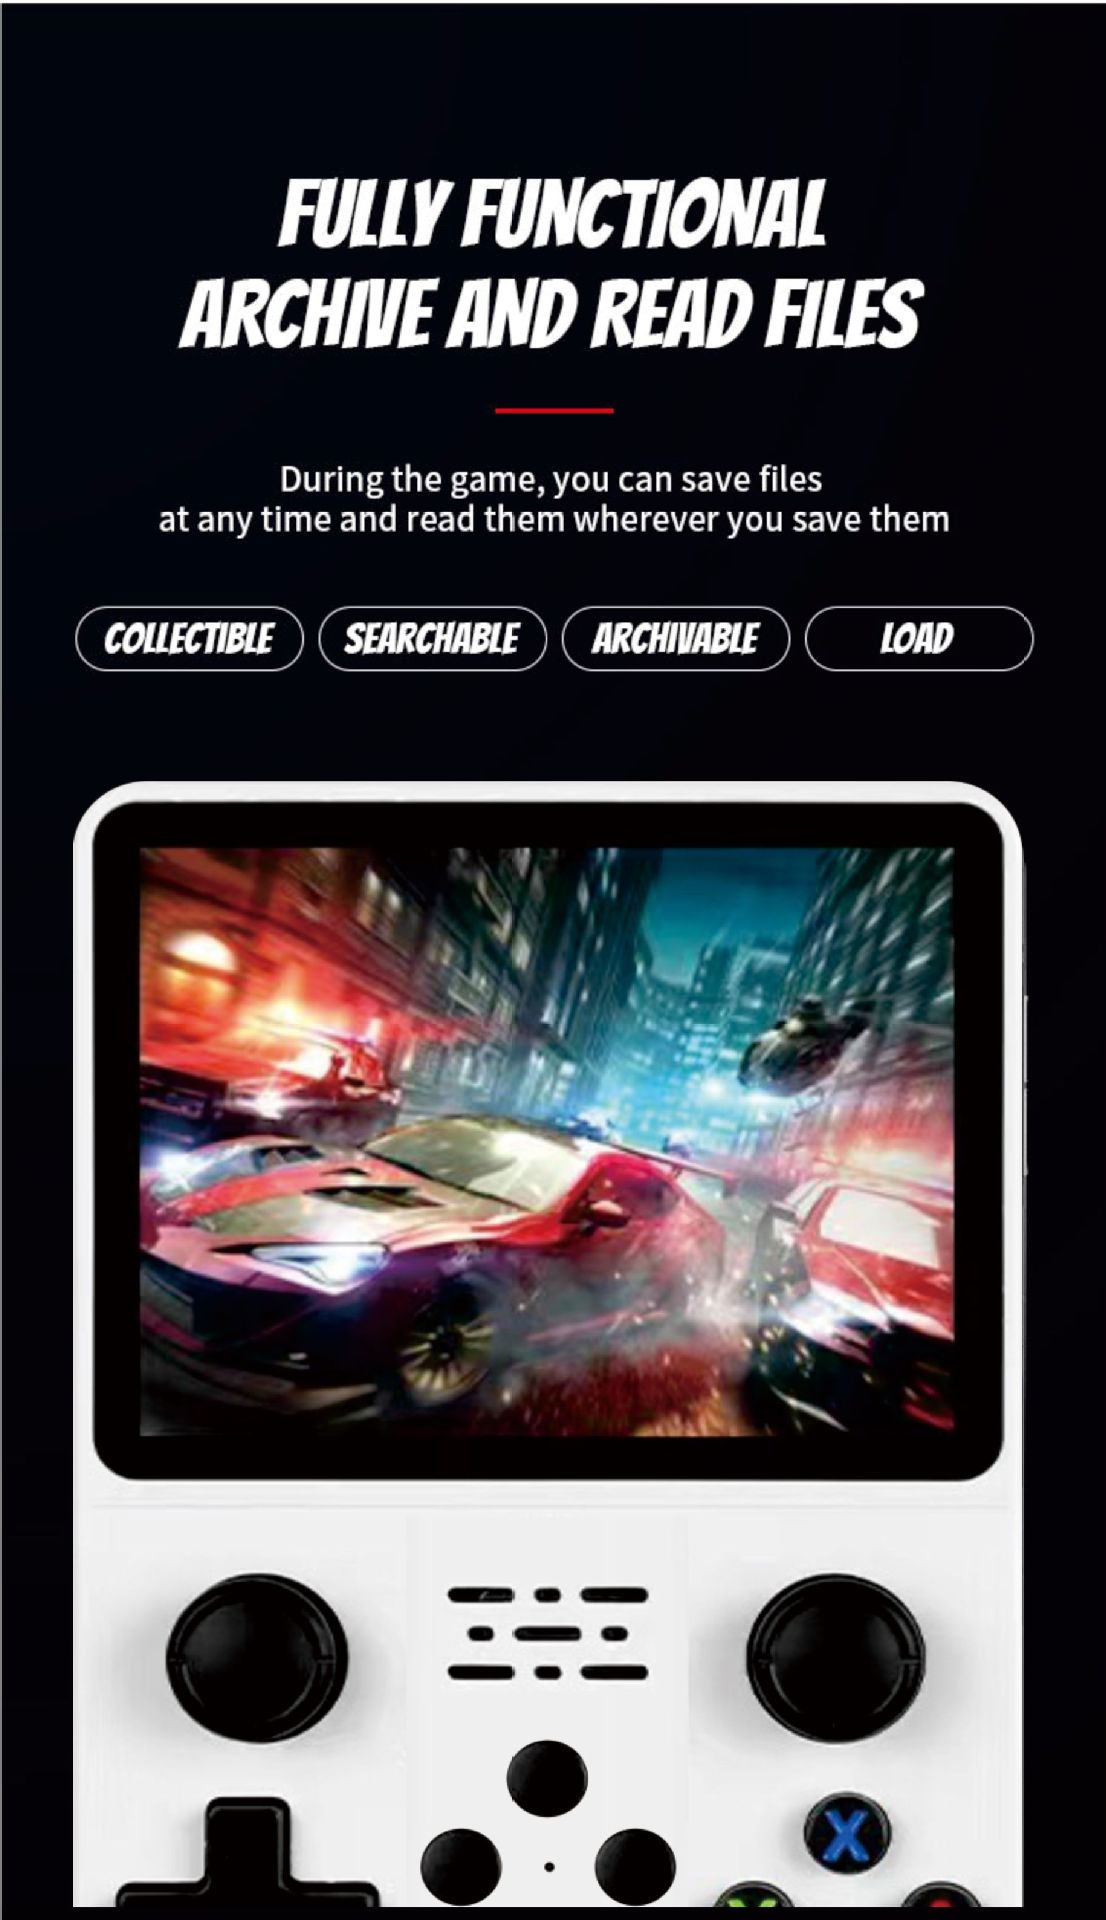 FULLY FUNCTIONAL
ARCHIVE AND READ FILES
During the game, you can save files
at any time and read them wherever you save them
COLLECTIBLE
SEARCHABLE
ARCHIVABLE
LOAD
X